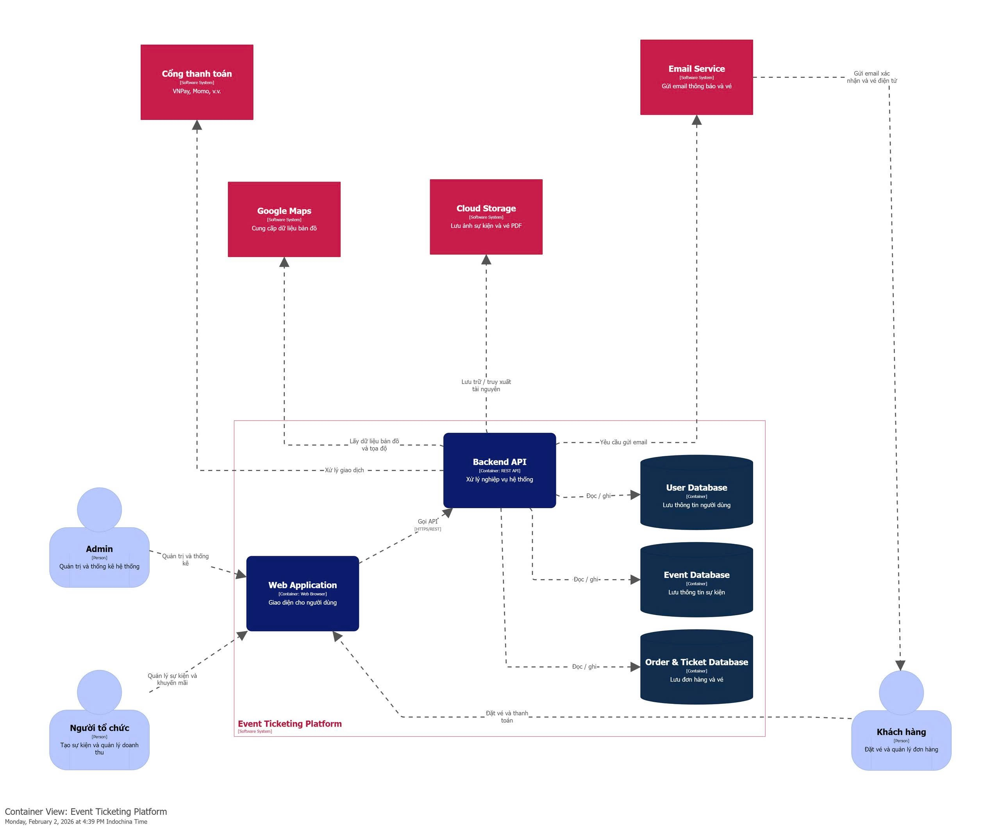 Cổng thanh toán
[Software System]
VNPay, Momo, v.v.
Email Service
[Software System]
Gửi email thông báo và vé
Gửi email xác
nhận và vé điện tử
Google Maps
[Software System]
Cung cấp dữ liệu bản đồ
Cloud Storage
[Software System]
Lưu ảnh sự kiện và vé PDF
Lưu trữ / truy xuất
tài nguyên
Lấy dữ liệu bản đồ
và tọa độ
Yêu cầu gửi email
Xử lý giao dịch
Backend API
[Container: REST API]
Xử lý nghiệp vụ hệ thống
User Database
[Container]
Lưu thông tin người dùng
Đọc / ghi
Gọi API
[HTTPS/REST]
Admin
[Person]
Quản trị và thống kê hệ thống
Quản trị và thống
kê
Web Application
[Container: Web Browser]
Giao diện cho người dùng
Event Database
[Container]
Lưu thông tin sự kiện
Đọc / ghi
Order & Ticket Database
[Container]
Lưu đơn hàng và vé
Đọc / ghi
Quản lý sự kiện và
khuyến mãi
Đặt vé và thanh
toán
Event Ticketing Platform
[Software System]
Người tổ chức
[Person]
Tạo sự kiện và quản lý doanh
thu
Khách hàng
[Person]
Đặt vé và quản lý đơn hàng
Container View: Event Ticketing Platform
Monday, February 2, 2026 at 4:39 PM Indochina Time